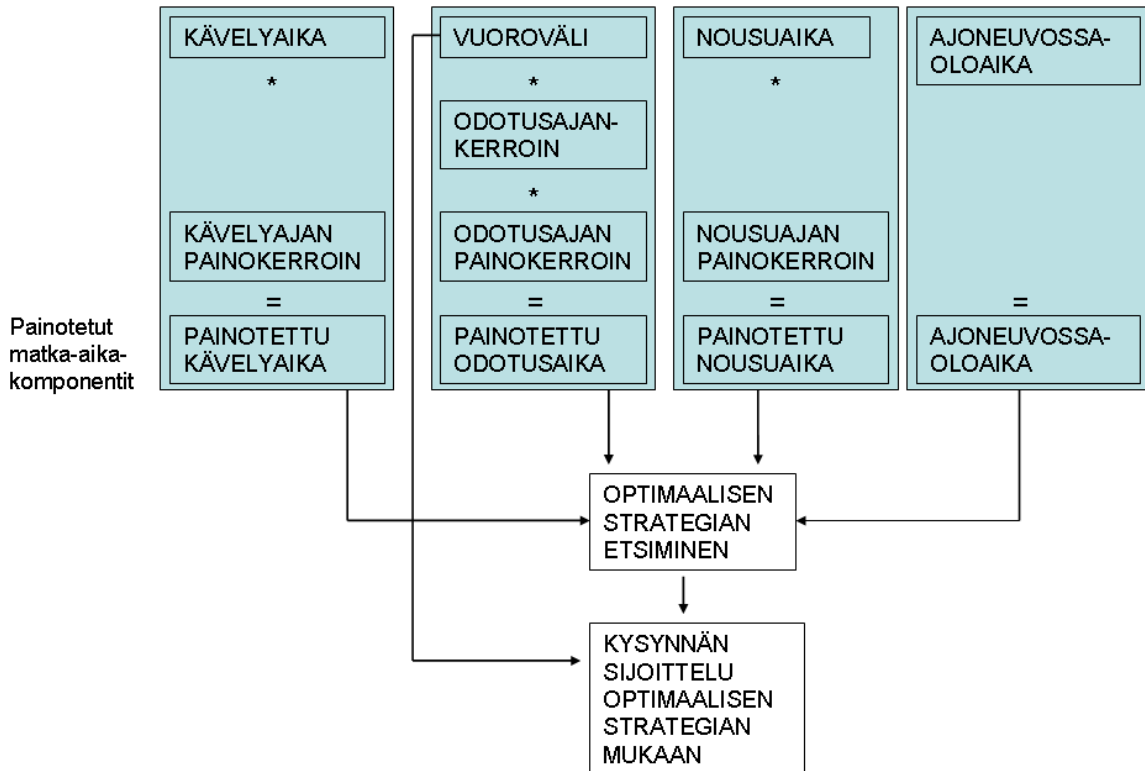 KÄVELYAIKA
*
KÄVELYAJAN
PAINOKERROIN
=
PAINOTETTU
KÄVELYAIKA
VUOROVÄLI
*
ODOTUSAJAN-
KERROIN
*
ODOTUSAJAN
PAINOKERROIN
=
PAINOTETTU
ODOTUSAIKA
NOUSUAIKA
*
NOUSUAJAN
PAINOKERROIN
=
PAINOTETTU
NOUSUAIKA
AJONEUVOSSA-
OLOAIKA
=
AJONEUVOSSA-
OLOAIKA
Painotetut
matka-aika-
komponentit
OPTIMAALISEN
STRATEGIAN
ETSIMINEN
KYSYNNÄN
SIJOITTELU
OPTIMAALISEN
STRATEGIAN
MUKAAN